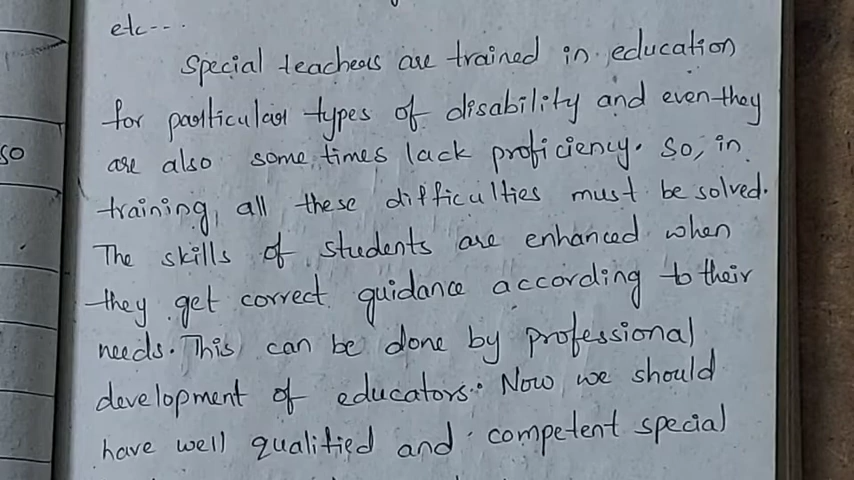 etc---
Special teachers are trained in education
for particular types of disability and even they
so
are also some times lack proficiency. So, in
training, all these difficulties must be solved.
The skills of students are enhanced when
they get correct guidance according to their
needs. This can be done by professional
development of educators. Now we should
have well qualified and competent special